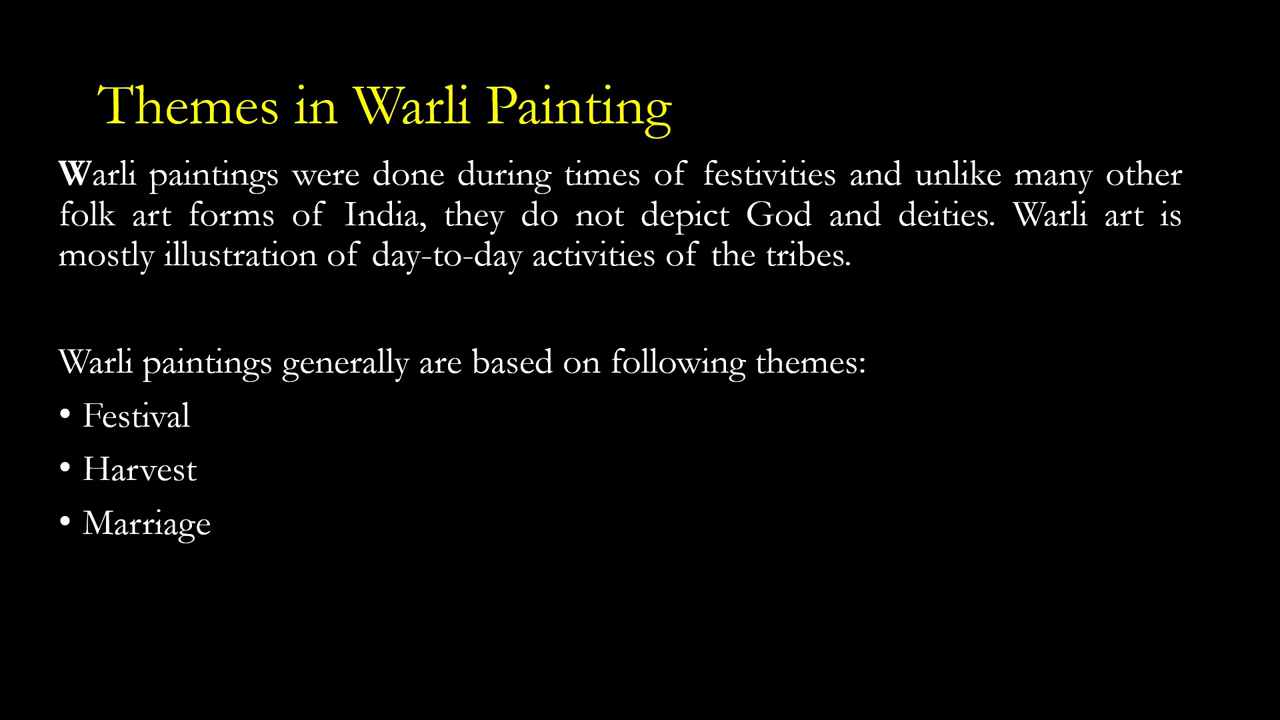 Themes in Warli Painting
Warli paintings were done during times of festivities and unlike many other
folk art forms of India, they do not depict God and deities. Warli art is
mostly illustration of day-to-day activities of the tribes.
Warli paintings generally are based on following themes:
• Festival
• Harvest
• Marriage